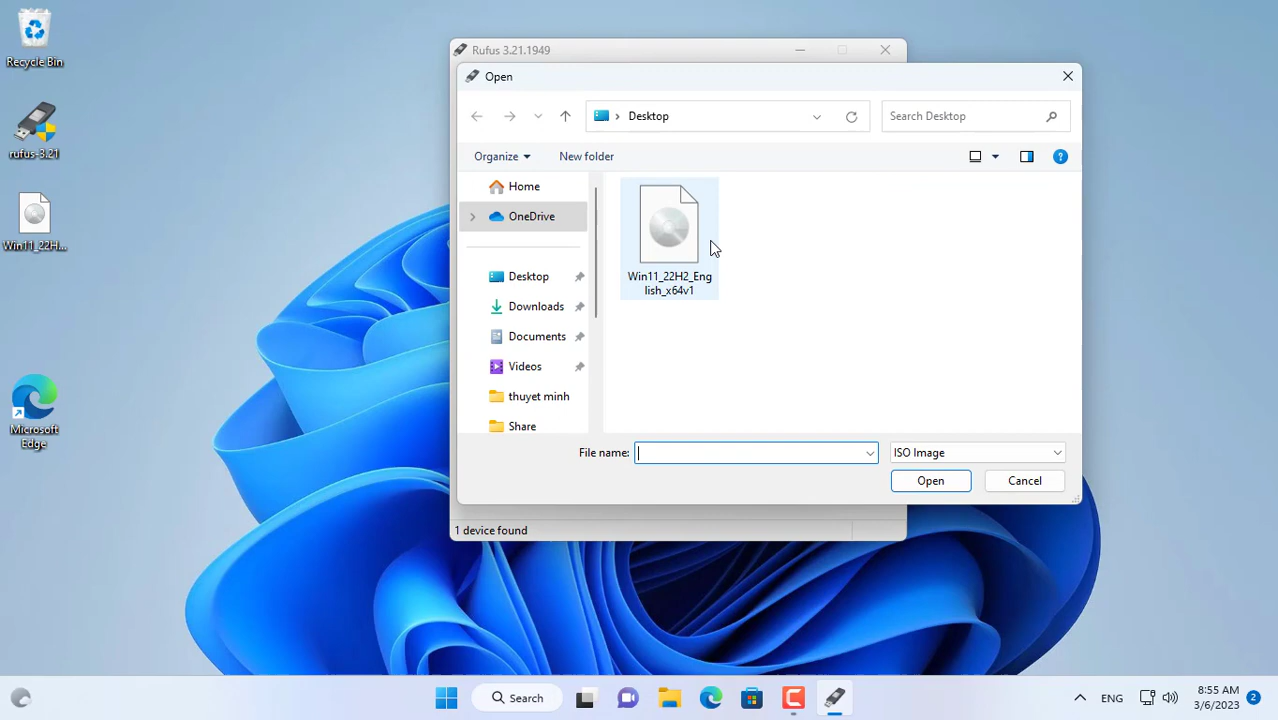 Recycle Bin
rufus-3.21
Win11_22H...
Microsoft
Edge
Rufus 3.21.1949
Open
Desktop
Search Desktop
Organize
New folder
Home
OneDrive
Desktop
Downloads
Documents
Videos
thuyet minh
Share
Win11_22H2_Eng
lish_x64v1
File name:
ISO Image
Open
Cancel
1 device found
Search
ENG
8:55 AM
3/6/2023
2